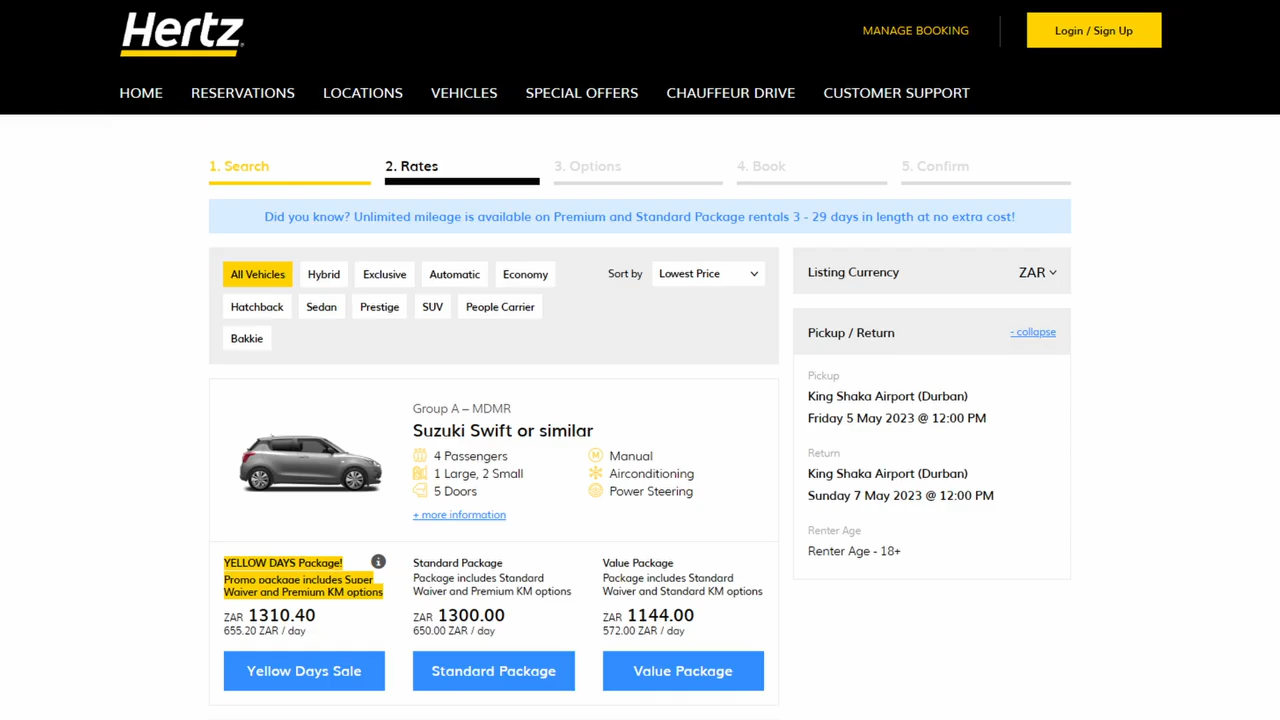 Hertz
MANAGE BOOKING
Login / Sign Up
HOME RESERVATIONS LOCATIONS VEHICLES SPECIAL OFFERS CHAUFFEUR DRIVE CUSTOMER SUPPORT
1. Search 2. Rates 3. Options 4. Book 5. Confirm
Did you know? Unlimited mileage is available on Premium and Standard Package rentals 3 - 29 days in length at no extra cost!
All Vehicles Hybrid Exclusive Automatic Economy
Hatchback Sedan Prestige SUV People Carrier
Bakkie
Sort by Lowest Price
Listing Currency ZAR
Pickup / Return - collapse
Pickup
King Shaka Airport (Durban)
Friday 5 May 2023 @ 12:00 PM
Return
King Shaka Airport (Durban)
Sunday 7 May 2023 @ 12:00 PM
Renter Age
Renter Age - 18+
Group A – MDMR
Suzuki Swift or similar
4 Passengers M Manual
1 Large, 2 Small Airconditioning
5 Doors Power Steering
+ more information
YELLOW DAYS Package! i
Promo package includes Super
Waiver and Premium KM options
ZAR 1310.40
655.20 ZAR / day
Yellow Days Sale
Standard Package
Package includes Standard
Waiver and Premium KM options
ZAR 1300.00
650.00 ZAR / day
Standard Package
Value Package
Package includes Standard
Waiver and Standard KM options
ZAR 1144.00
572.00 ZAR / day
Value Package